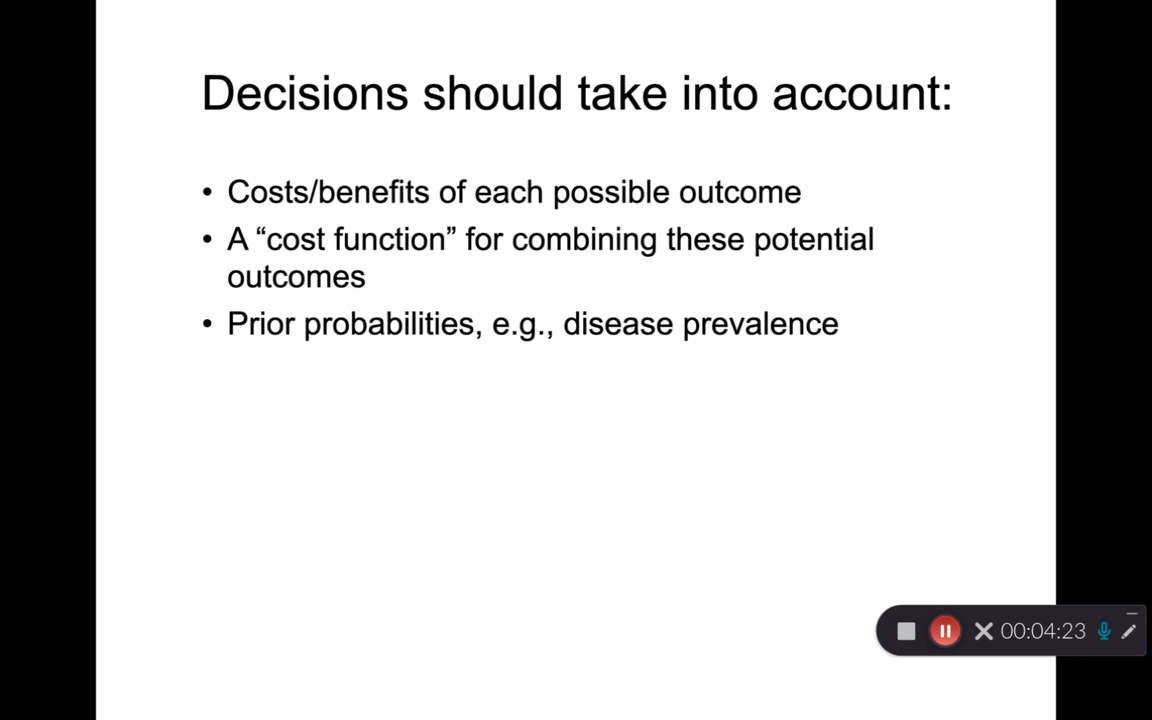 Decisions should take into account:
• Costs/benefits of each possible outcome
• A “cost function” for combining these potential
outcomes
• Prior probabilities, e.g., disease prevalence
00:04:23